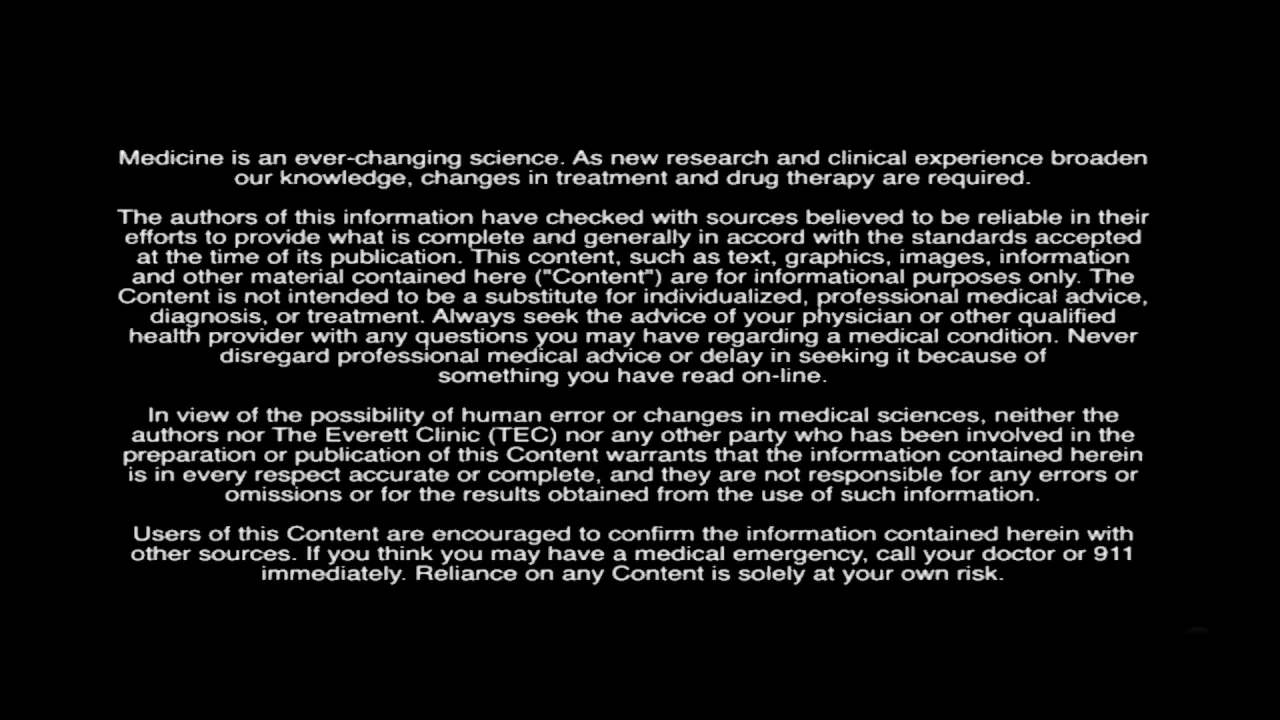 Medicine is an ever-changing science. As new research and clinical experience broaden
our knowledge, changes in treatment and drug therapy are required.
The authors of this information have checked with sources believed to be reliable in their
efforts to provide what is complete and generally in accord with the standards accepted
at the time of its publication. This content, such as text, graphics, images, information
and other material contained here ("Content") are for informational purposes only. The
Content is not intended to be a substitute for individualized, professional medical advice,
diagnosis, or treatment. Always seek the advice of your physician or other qualified
health provider with any questions you may have regarding a medical condition. Never
disregard professional medical advice or delay in seeking it because of
something you have read on-line.
In view of the possibility of human error or changes in medical sciences, neither the
authors nor The Everett Clinic (TEC) nor any other party who has been involved in the
preparation or publication of this Content warrants that the information contained herein
is in every respect accurate or complete, and they are not responsible for any errors or
omissions or for the results obtained from the use of such information.
Users of this Content are encouraged to confirm the information contained herein with
other sources. If you think you may have a medical emergency, call your doctor or 911
immediately. Reliance on any Content is solely at your own risk.